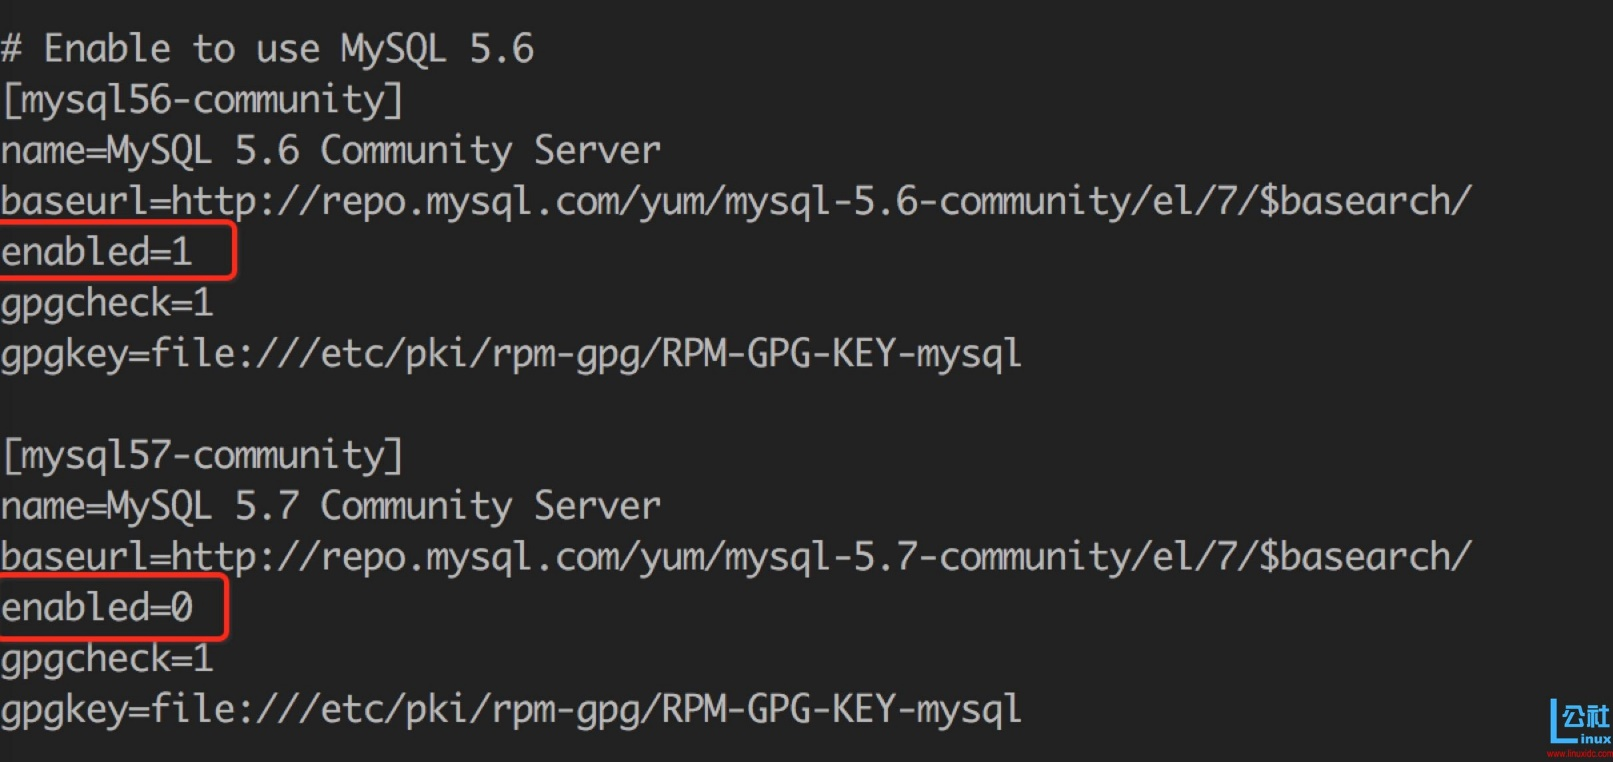 # Enable to use MySQL 5.6
[mysql56-community]
name=MySQL 5.6 Community Server
baseurl=http://repo.mysql.com/yum/mysql-5.6-community/el/7/$basearch/
enabled=1
gpgcheck=1
gpgkey=file:///etc/pki/rpm-gpg/RPM-GPG-KEY-mysql
[mysql57-community]
name=MySQL 5.7 Community Server
baseurl=http://repo.mysql.com/yum/mysql-5.7-community/el/7/$basearch/
enabled=0
gpgcheck=1
gpgkey=file:///etc/pki/rpm-gpg/RPM-GPG-KEY-mysql
公社
Linux
www.linuxidc.com